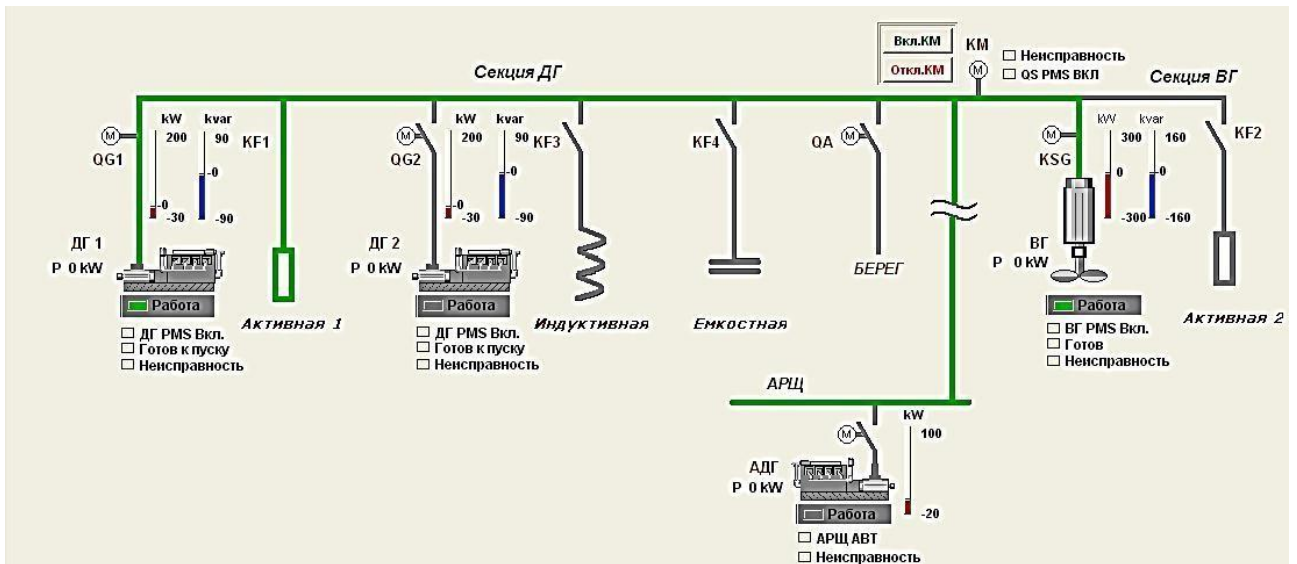 Вкл.КМ
Откл.КМ
КМ
М
Неисправность
QS PMS ВКЛ
Секция ДГ
Секция ВГ
М
QG1
kW
200
-0
-30
kvar
90
-0
-90
KF1
М
QG2
kW
200
-0
-30
kvar
90
-0
-90
KF3
KF4
QA
М
М
KSG
kW
300
0
-300
kvar
160
0
-160
KF2
ДГ 1
P 0 kW
Работа
ДГ PMS Вкл.
Готов к пуску
Неисправность
Активная 1
ДГ 2
P 0 kW
Работа
ДГ PMS Вкл.
Готов к пуску
Неисправность
Индуктивная
Емкостная
БЕРЕГ
ВГ
P 0 kW
Работа
ВГ PMS Вкл.
Готов
Неисправность
Активная 2
АРЩ
М
kW
100
-20
АДГ
P 0 kW
Работа
АРЩ АВТ
Неисправность